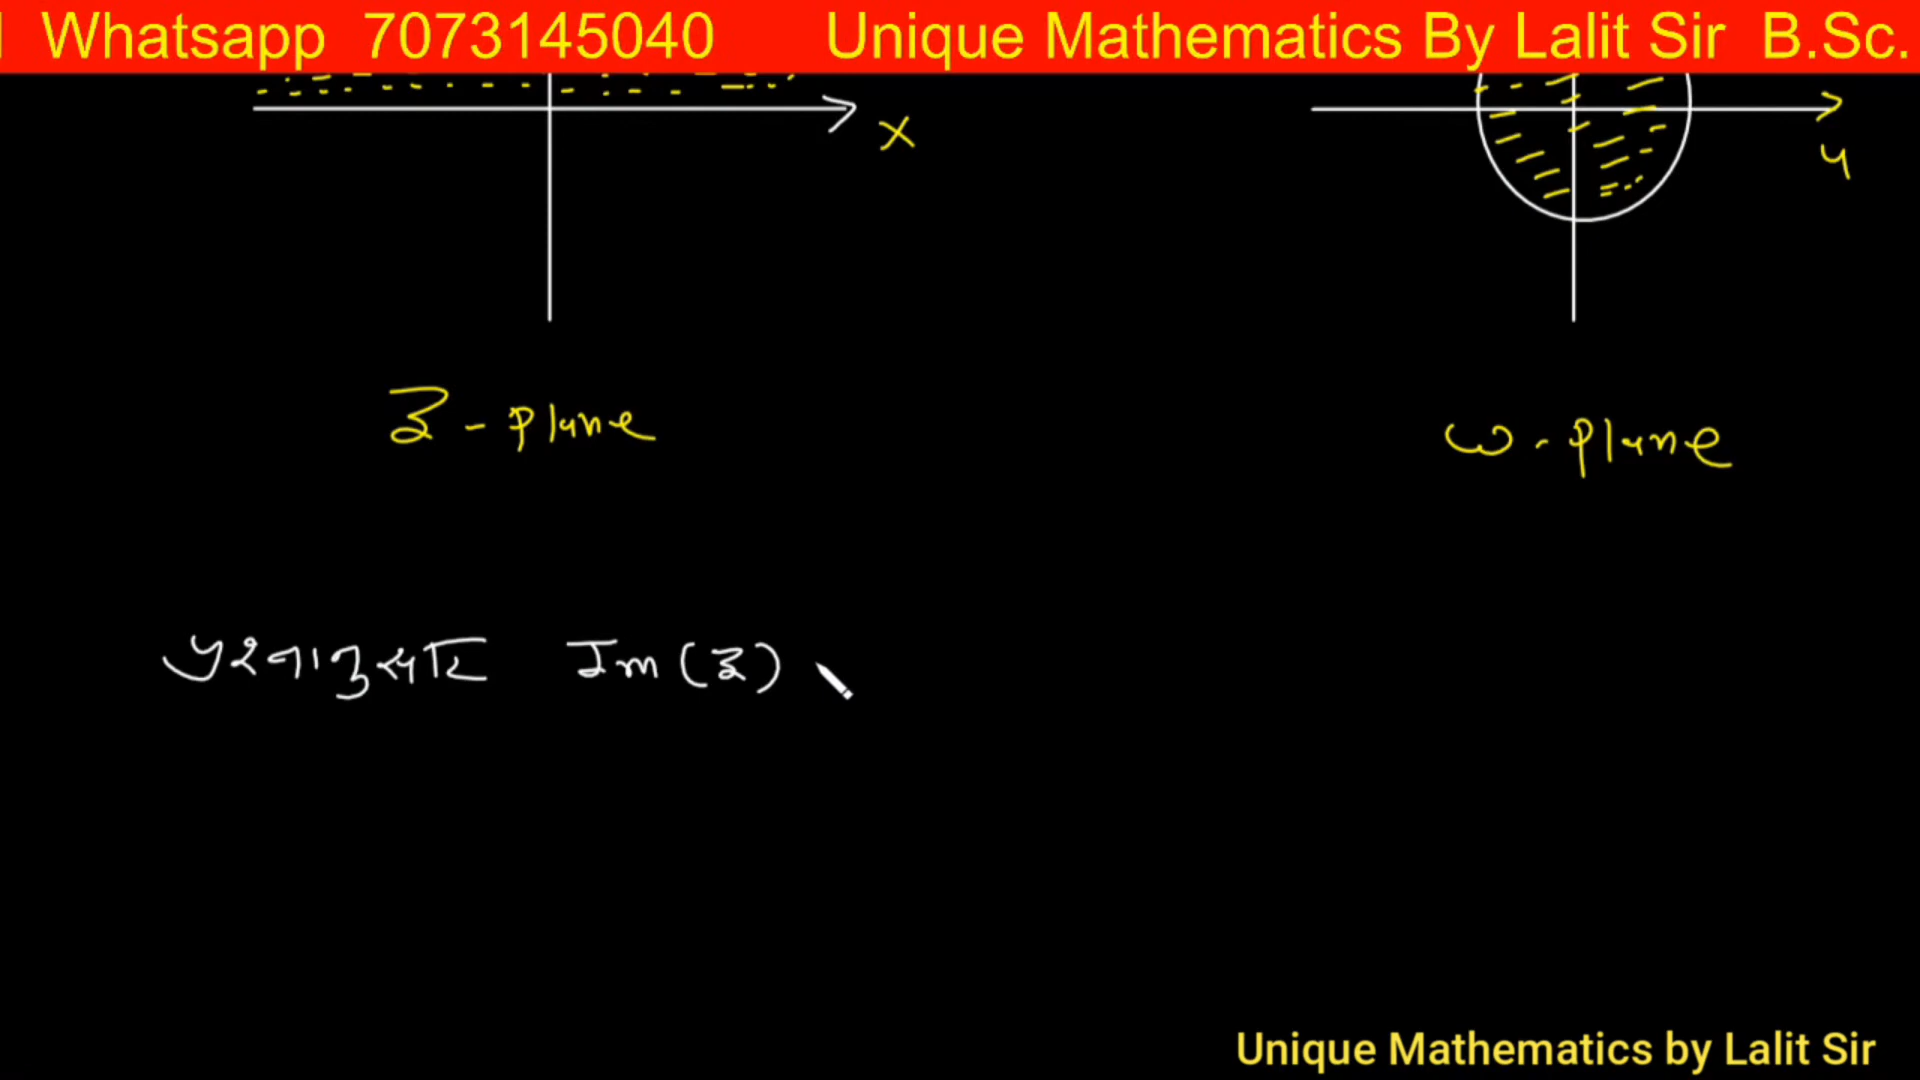 Whatsapp 7073145040 Unique Mathematics By Lalit Sir B.Sc.
x
u
Z - plane
w - plane
प्रश्नानुसार Im (z)
Unique Mathematics by Lalit Sir